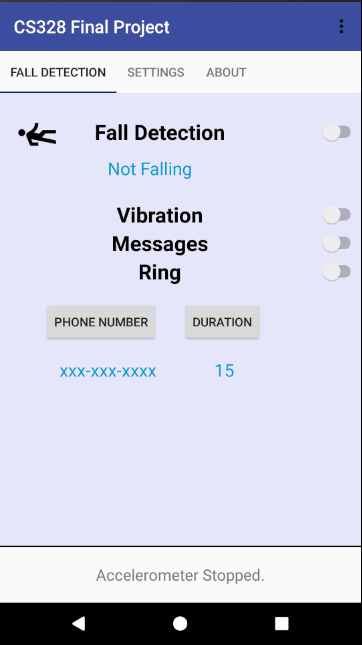 CS328 Final Project
FALL DETECTION SETTINGS ABOUT
Fall Detection
Not Falling
Vibration
Messages
Ring
PHONE NUMBER DURATION
xxx-xxx-xxxx 15
Accelerometer Stopped.